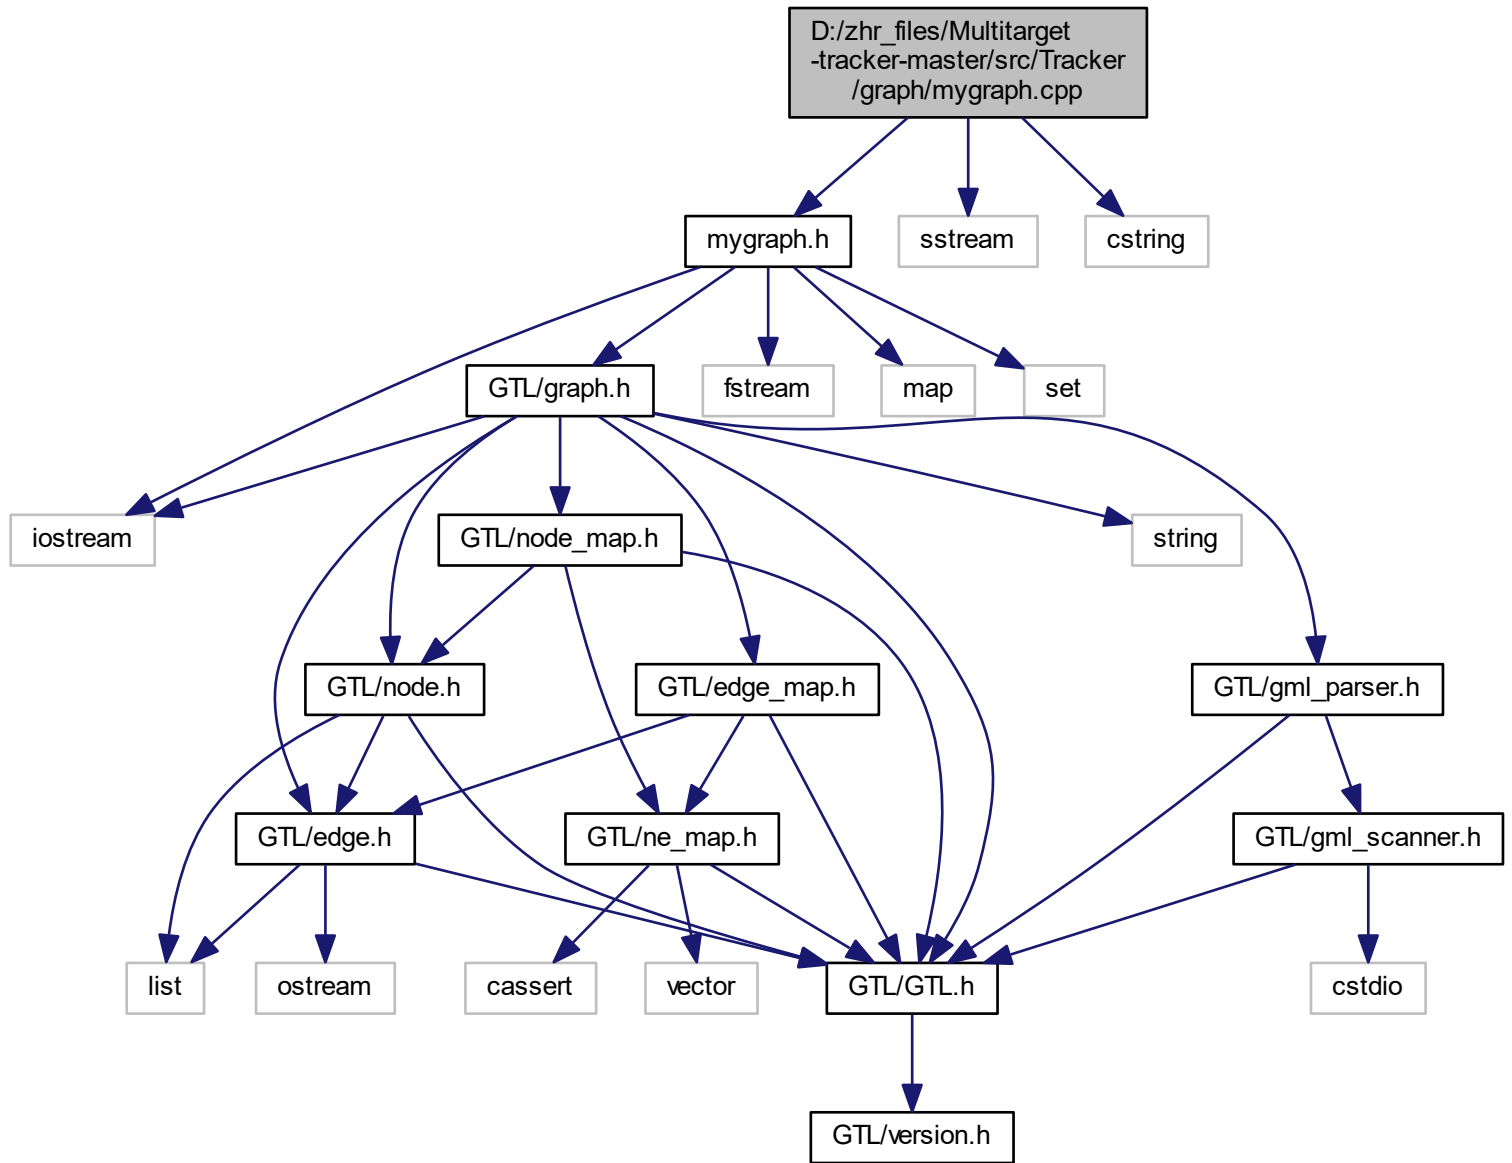 D:/zhr_files/Multitarget
-tracker-master/src/Tracker
/graph/mygraph.cpp
mygraph.h
sstream
cstring
GTL/graph.h
fstream
map
set
iostream
GTL/node_map.h
string
GTL/node.h
GTL/edge_map.h
GTL/gml_parser.h
GTL/edge.h
GTL/ne_map.h
GTL/gml_scanner.h
list
ostream
cassert
vector
GTL/GTL.h
cstdio
GTL/version.h